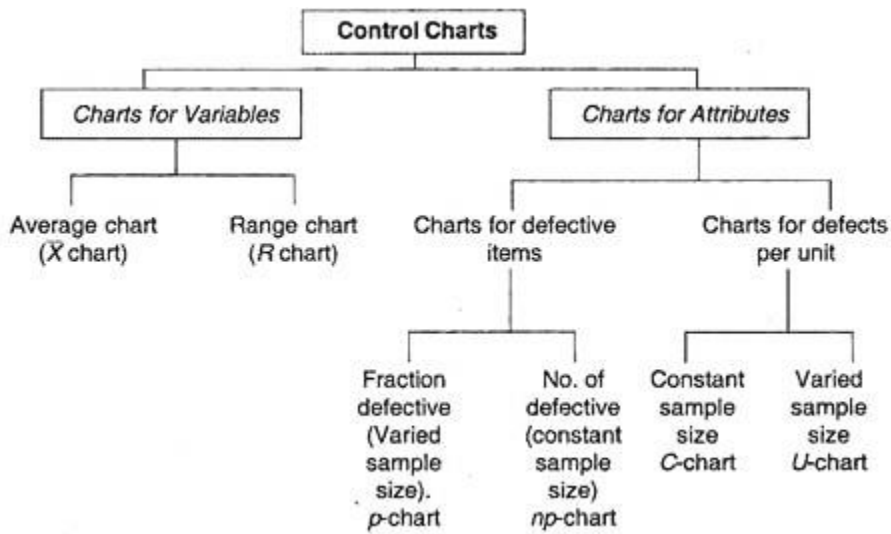 Control Charts
Charts for Variables
Charts for Attributes
Average chart
(X̄ chart)
Range chart
(R chart)
Charts for defective
items
Charts for defects
per unit
Fraction
defective
(Varied
sample
size).
p-chart
No. of
defective
(constant
sample
size)
np-chart
Constant
sample
size
C-chart
Varied
sample
size
U-chart